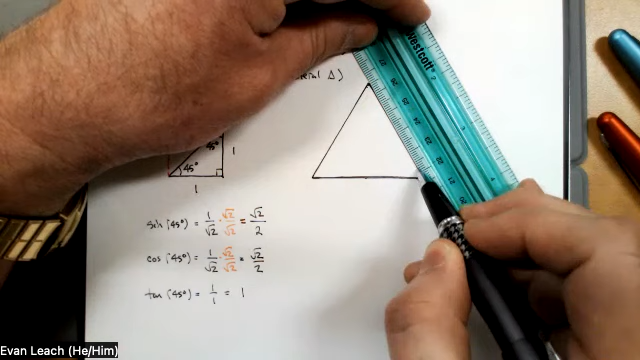 westcott
Δ)
45°
45°
1
1
sin(45°) = 1/√2 · √2/√2 = √2/2
cos(45°) = 1/√2 · √2/√2 = √2/2
tan(45°) = 1/1 = 1
Evan Leach (He/Him)